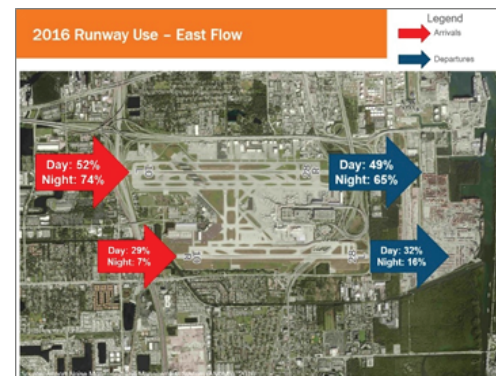 2016 Runway Use – East Flow
Legend
Arrivals
Departures
Day: 52%
Night: 74%
Day: 49%
Night: 65%
Day: 29%
Night: 7%
Day: 32%
Night: 16%